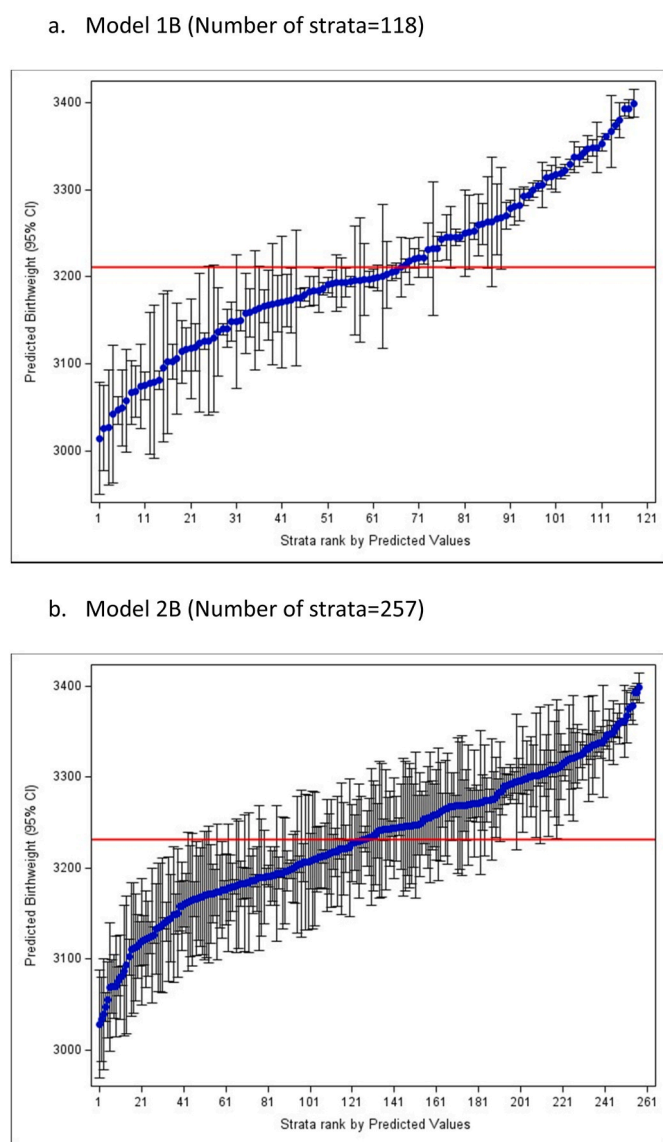 a. Model 1B (Number of strata=118)
Predicted Birthweight (95% CI)
3400
3300
3200
3100
3000
1 11 21 31 41 51 61 71 81 91 101 111 121
Strata rank by Predicted Values
b. Model 2B (Number of strata=257)
Predicted Birthweight (95% CI)
3400
3300
3200
3100
3000
1 21 41 61 81 101 121 141 161 181 201 221 241 261
Strata rank by Predicted Values